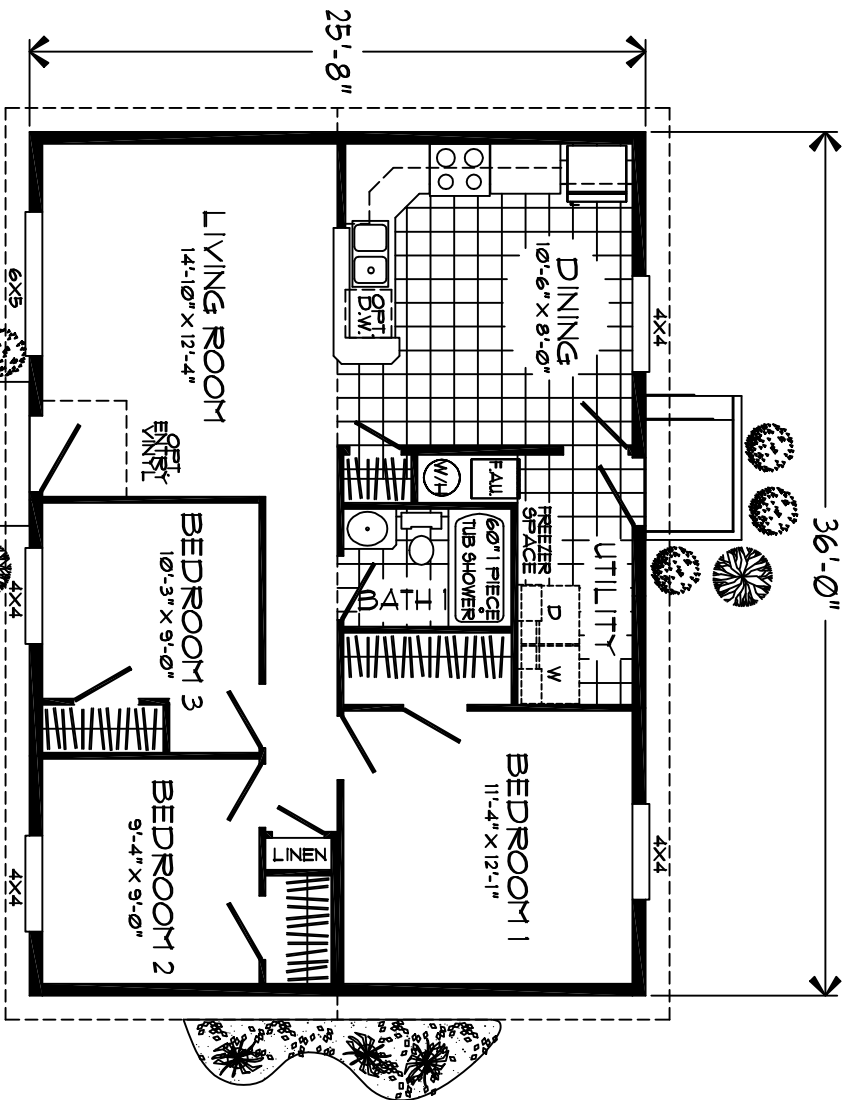 36'-0"
25'-8"
4X4
4X4
DINING
10'-6" X 8'-0"
UTILITY
FREEZER
SPACE
D
W
BEDROOM 1
11'-4" X 12'-1"
F.A.U.
W/H
60" 1 PIECE
TUB SHOWER
BATH 1
OPT
D.W.
LINEN
LIVING ROOM
14'-10" X 12'-4"
OPT
ENTRY
VINYL
BEDROOM 3
10'-3" X 9'-0"
BEDROOM 2
9'-4" X 9'-0"
6X5
4X4
4X4